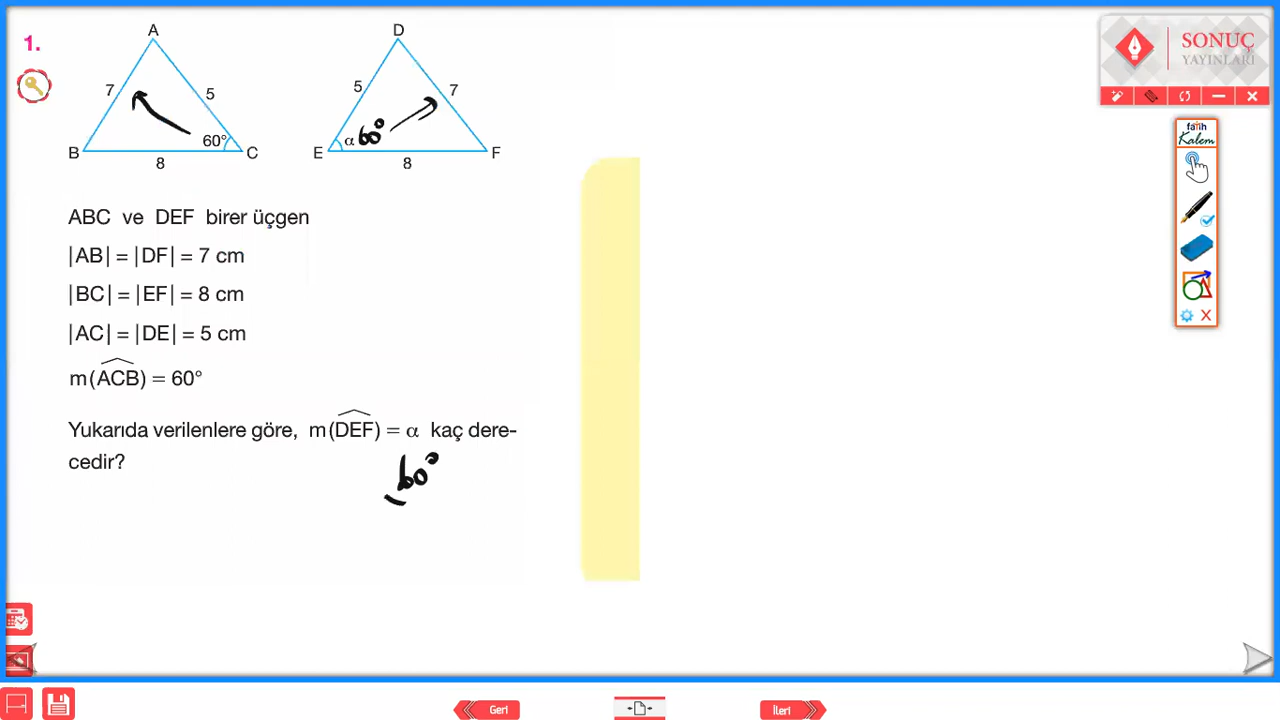 1.
A
7
5
60°
B
8
C
D
5
7
α 60°
E
8
F
ABC ve DEF birer üçgen
|AB| = |DF| = 7 cm
|BC| = |EF| = 8 cm
|AC| = |DE| = 5 cm
m(ACB) = 60°
Yukarıda verilenlere göre, m(DEF) = α kaç dere-
cedir?
60°
SONUÇ
YAYINLARI
fatih
Kalem
Geri
İleri